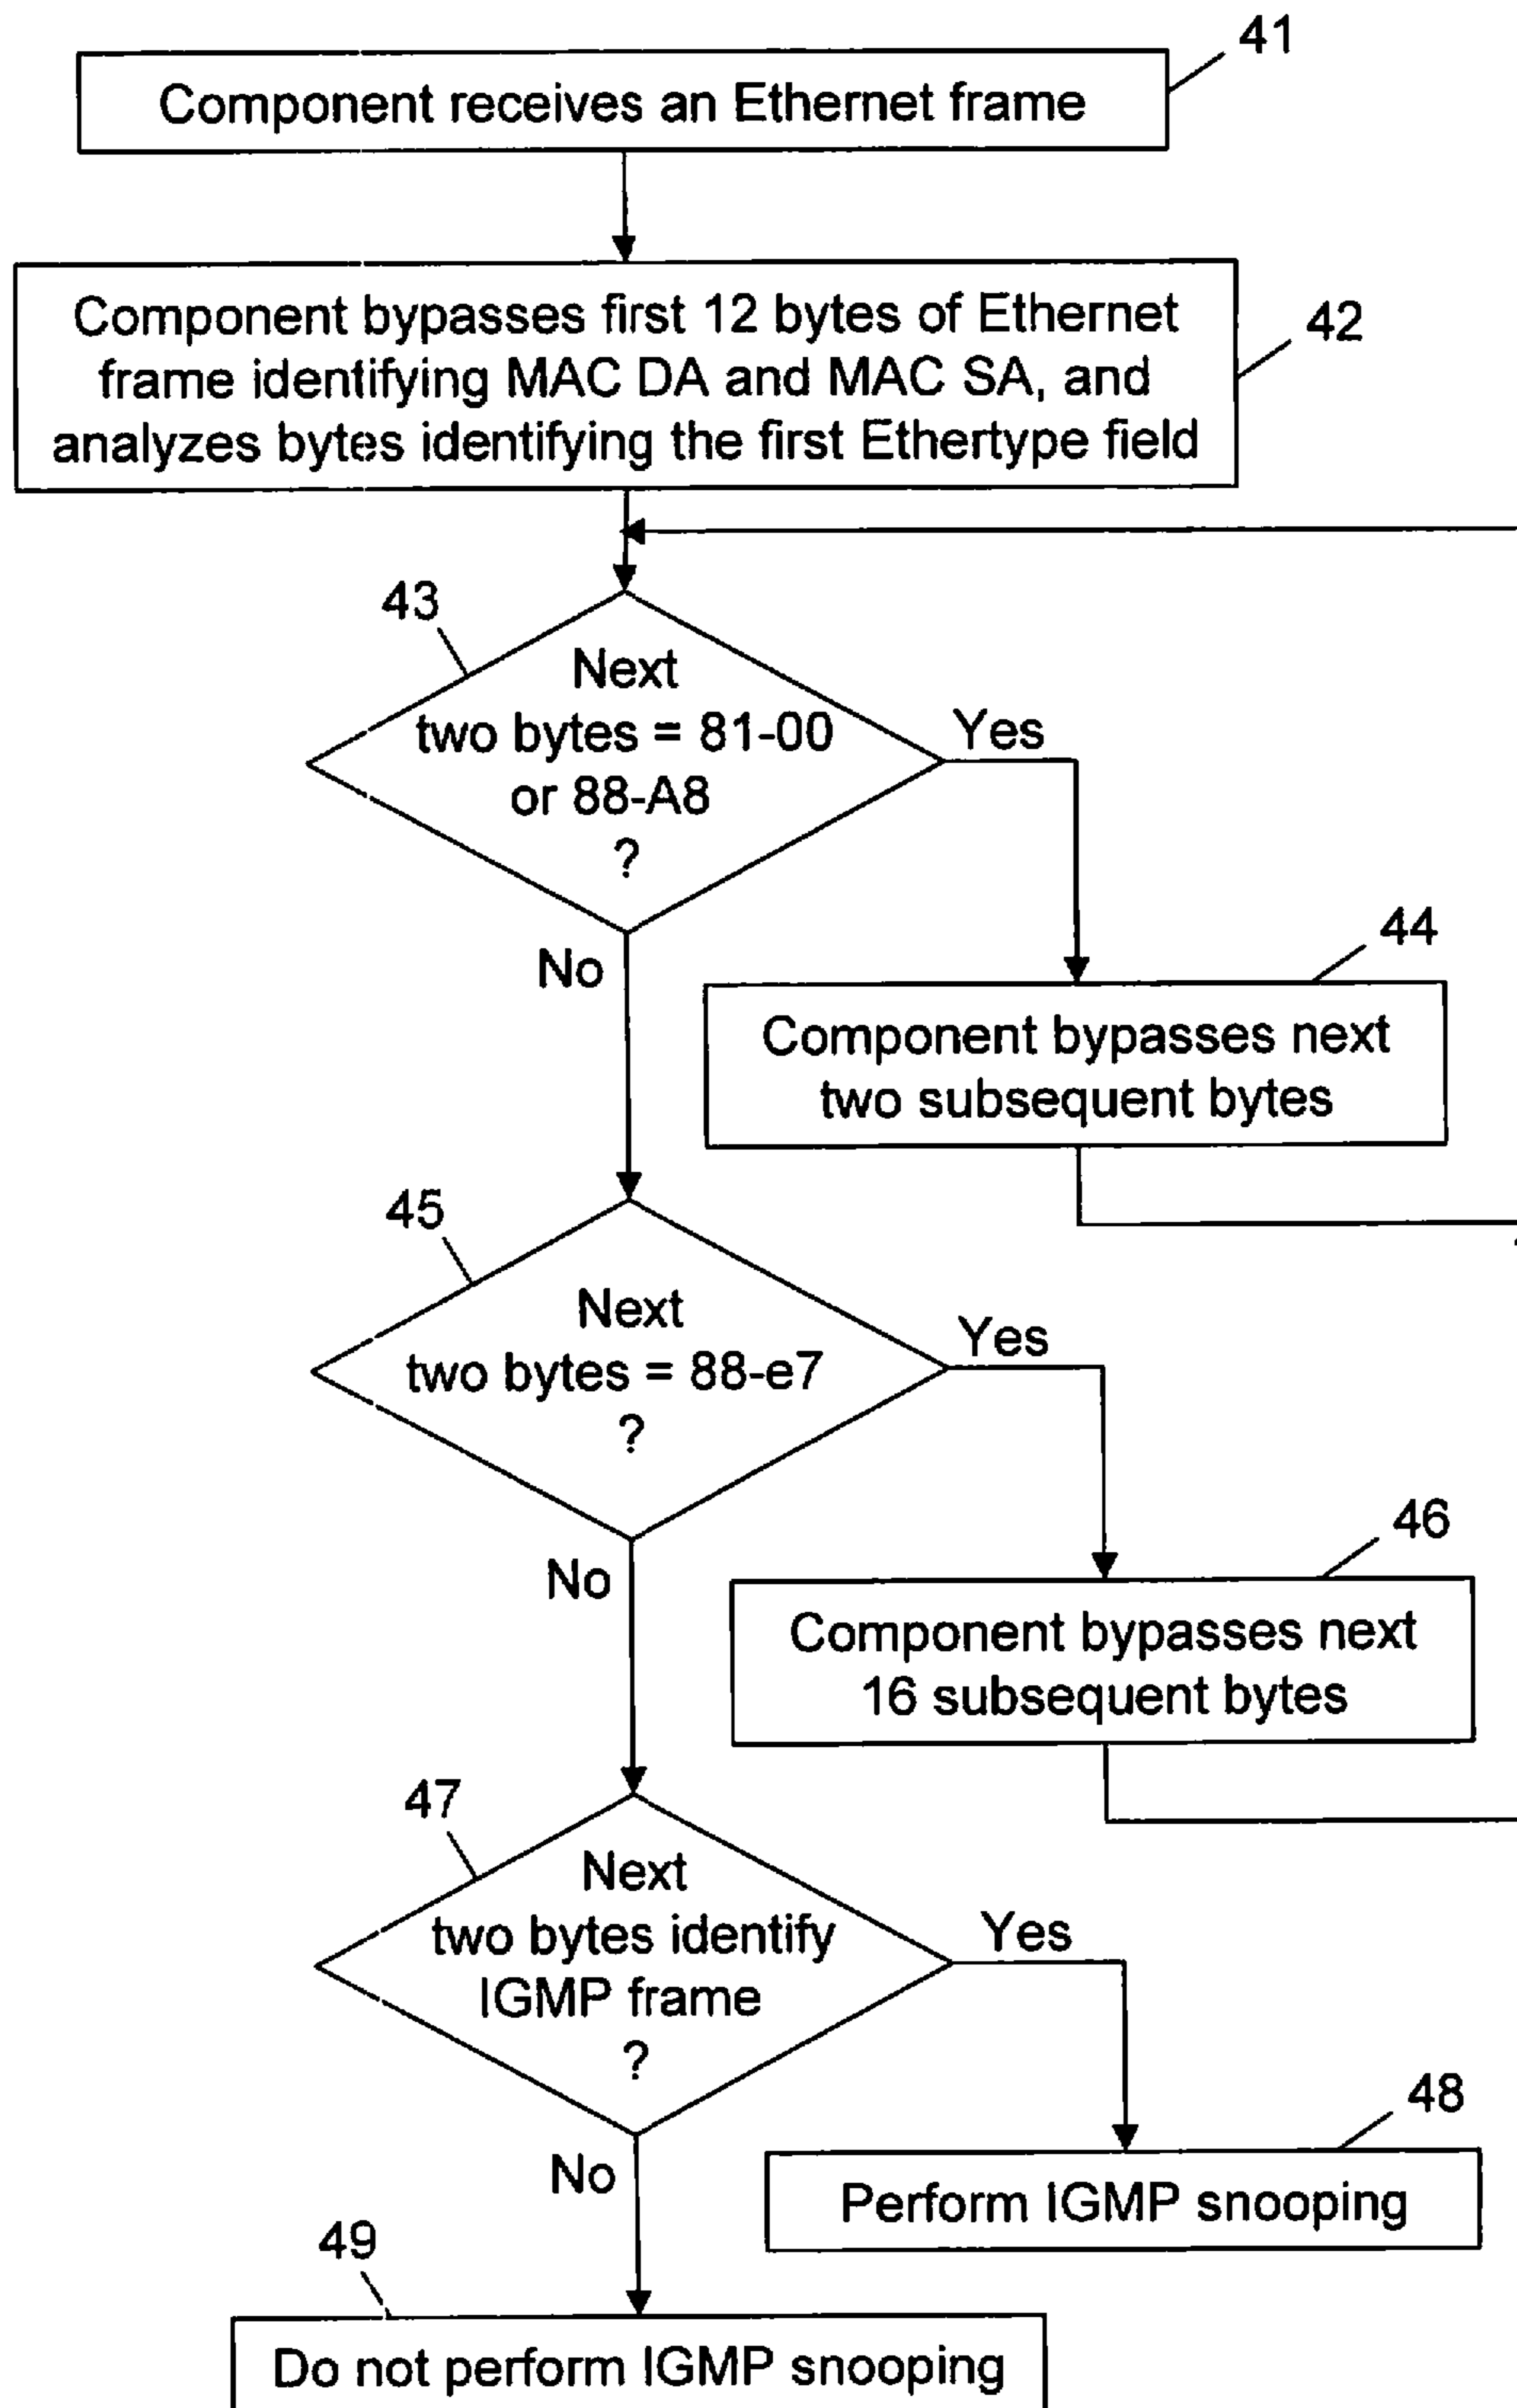 41
Component receives an Ethernet frame
42
Component bypasses first 12 bytes of Ethernet
frame identifying MAC DA and MAC SA, and
analyzes bytes identifying the first Ethertype field
43
Next
two bytes = 81-00
or 88-A8
?
Yes
No
44
Component bypasses next
two subsequent bytes
45
Next
two bytes = 88-e7
?
Yes
No
46
Component bypasses next
16 subsequent bytes
47
Next
two bytes identify
IGMP frame
?
Yes
No
48
Perform IGMP snooping
49
Do not perform IGMP snooping